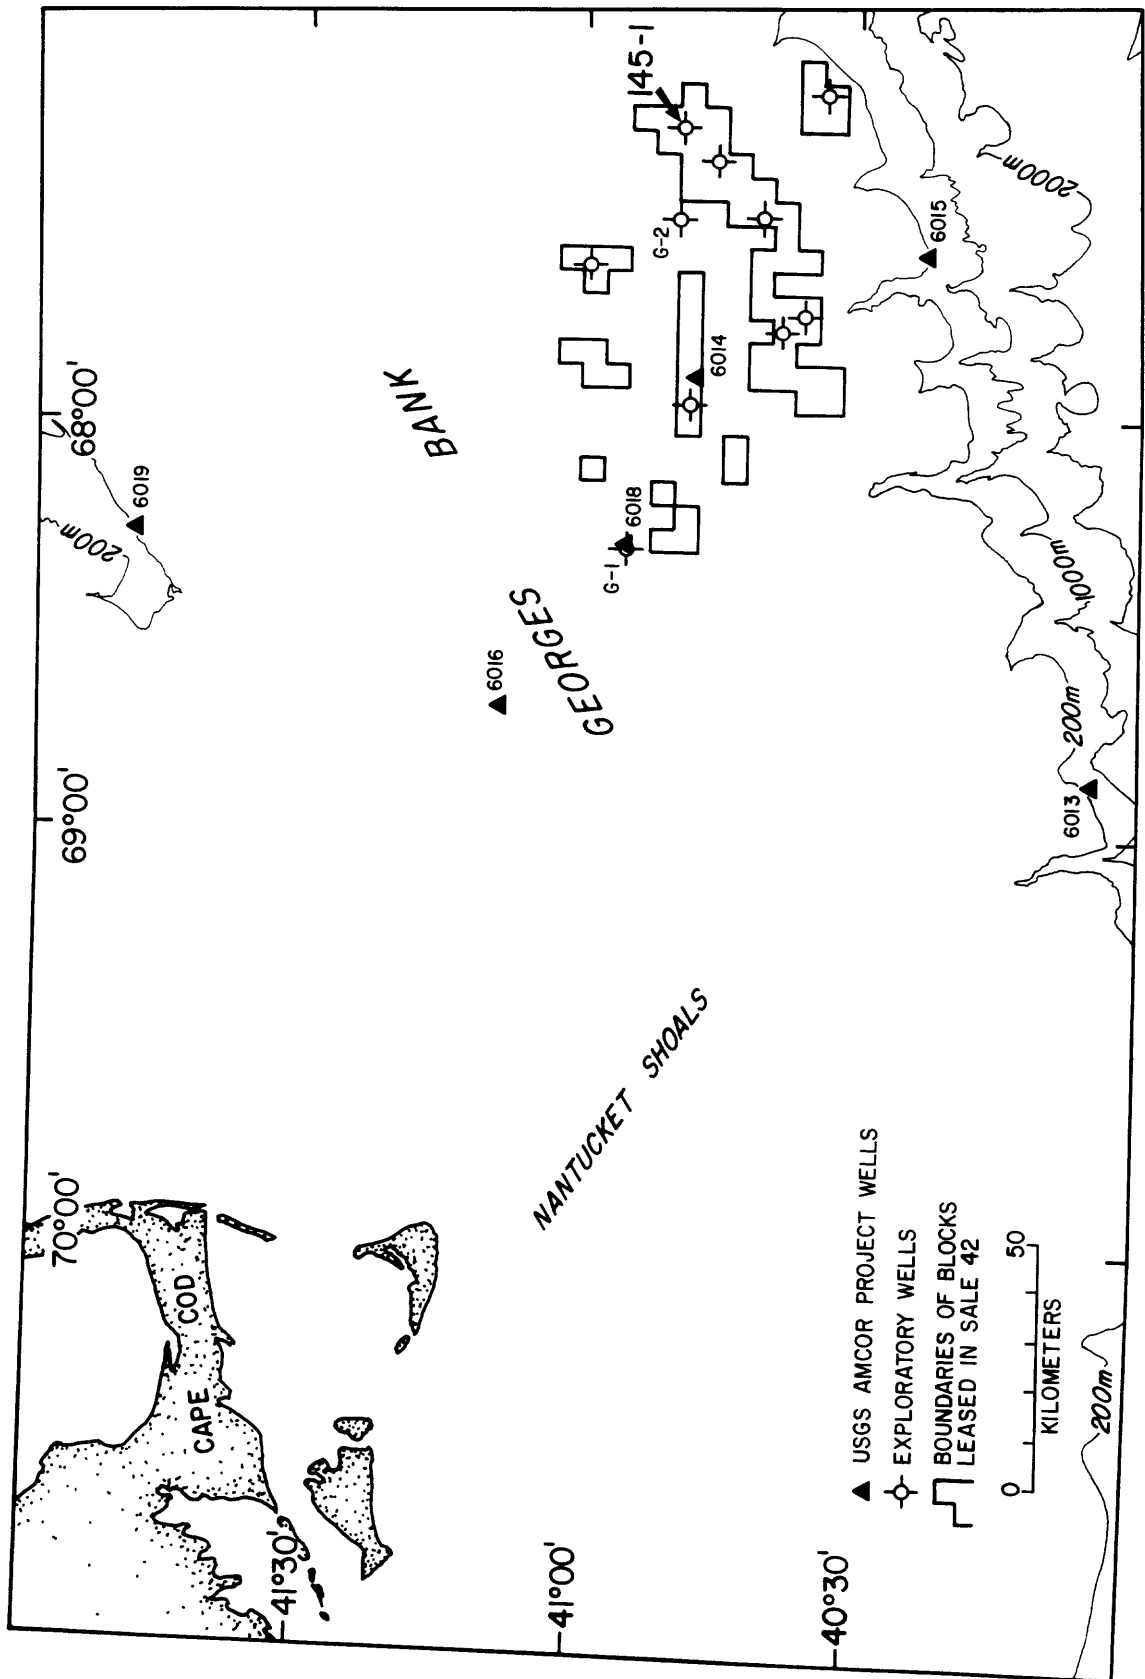 70°00'
69°00'
68°00'
41°30'
41°00'
40°30'
CAPE COD
NANTUCKET SHOALS
GEORGES BANK
200m
6019
6016
G-1
6018
6014
G-2
145-1
6015
2000m
1000m
200m
6013
200m
USGS AMCOR PROJECT WELLS
EXPLORATORY WELLS
BOUNDARIES OF BLOCKS
LEASED IN SALE 42
0 50
KILOMETERS